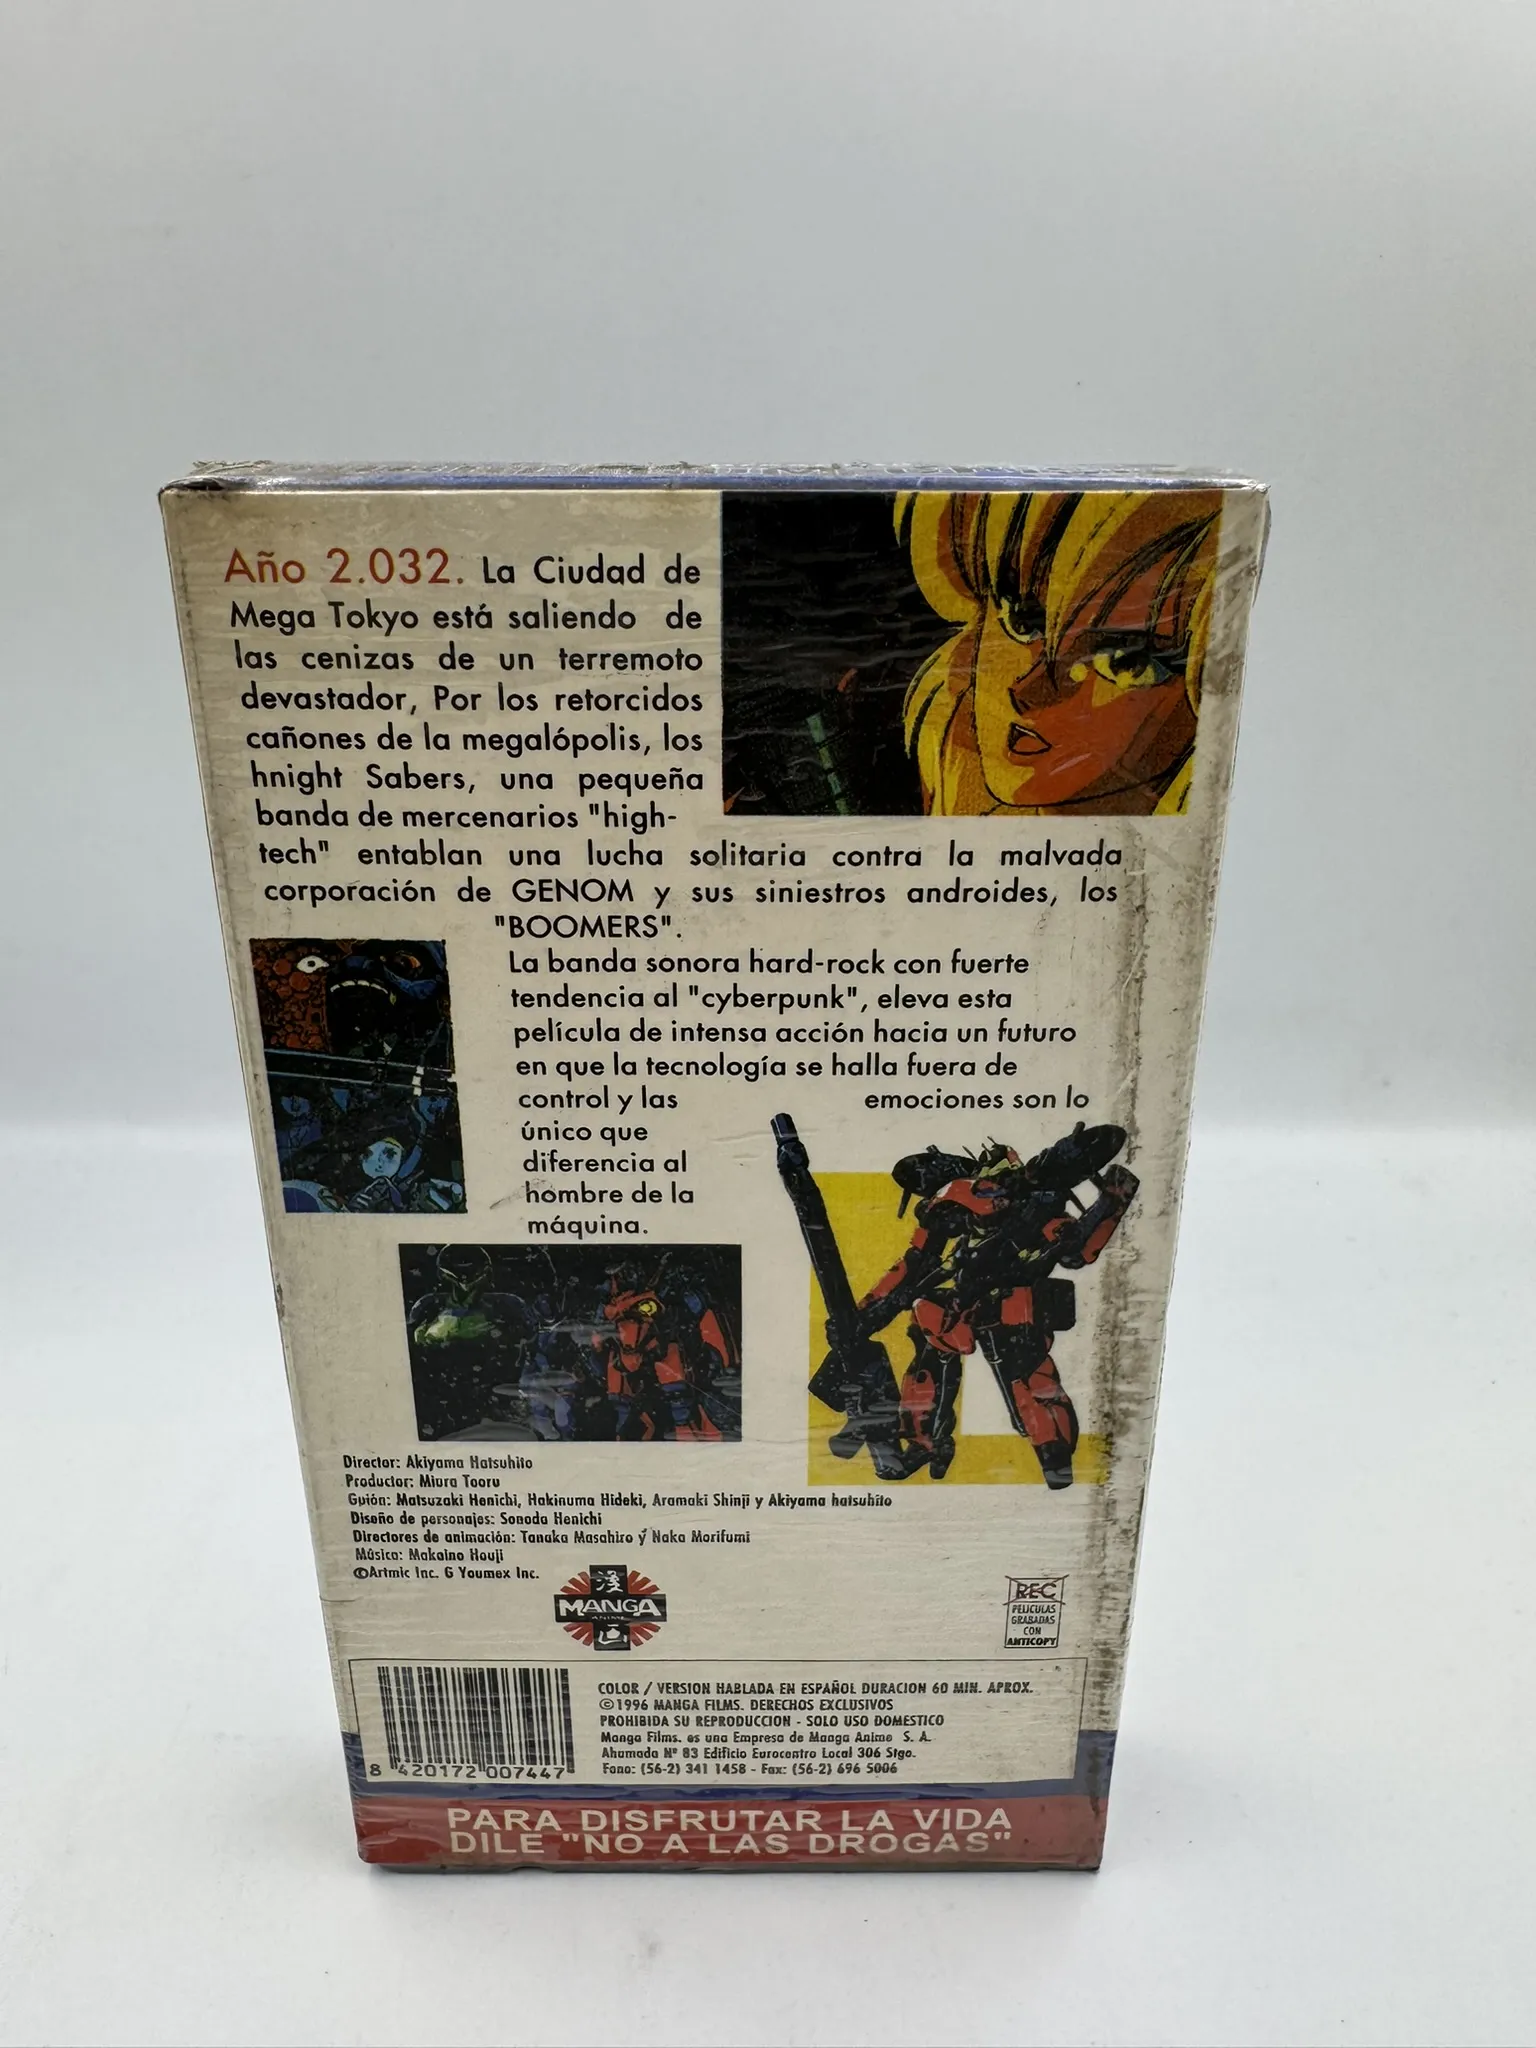 Año 2.032. La Ciudad de
Mega Tokyo está saliendo de
las cenizas de un terremoto
devastador, Por los retorcidos
cañones de la megalópolis, los
hnight Sabers, una pequeña
banda de mercenarios "high-
tech" entablan una lucha solitaria contra la malvada
corporación de GENOM y sus siniestros androides, los
"BOOMERS".
La banda sonora hard-rock con fuerte
tendencia al "cyberpunk", eleva esta
película de intensa acción hacia un futuro
en que la tecnología se halla fuera de
control y las emociones son lo
único que
diferencia al
hombre de la
máquina.
Director: Akiyama Hatsuhito
Productor: Miura Tooru
Guión: Matsuzaki Henichi, Hakinuma Hideki, Aramaki Shinji y Akiyama hatsuhito
Diseño de personajes: Sonoda Henichi
Directores de animación: Tanaka Masahiro y Naka Morifumi
Música: Makaino Houji
©Artmic Inc. & Youmex Inc.
漫
MANGA
ANIME
画
REC
PELICULAS
GRABADAS
CON
ANTICOPY
COLOR / VERSION HABLADA EN ESPAÑOL DURACION 60 MIN. APROX.
©1996 MANGA FILMS. DERECHOS EXCLUSIVOS
PROHIBIDA SU REPRODUCCION - SOLO USO DOMESTICO
Manga Films. es una Empresa de Manga Anime S. A.
Ahumada Nº 83 Edificio Eurocentro Local 306 Stgo.
Fono: (56-2) 341 1458 - Fax: (56-2) 696 5006
8 420172 007447
PARA DISFRUTAR LA VIDA
DILE "NO A LAS DROGAS"